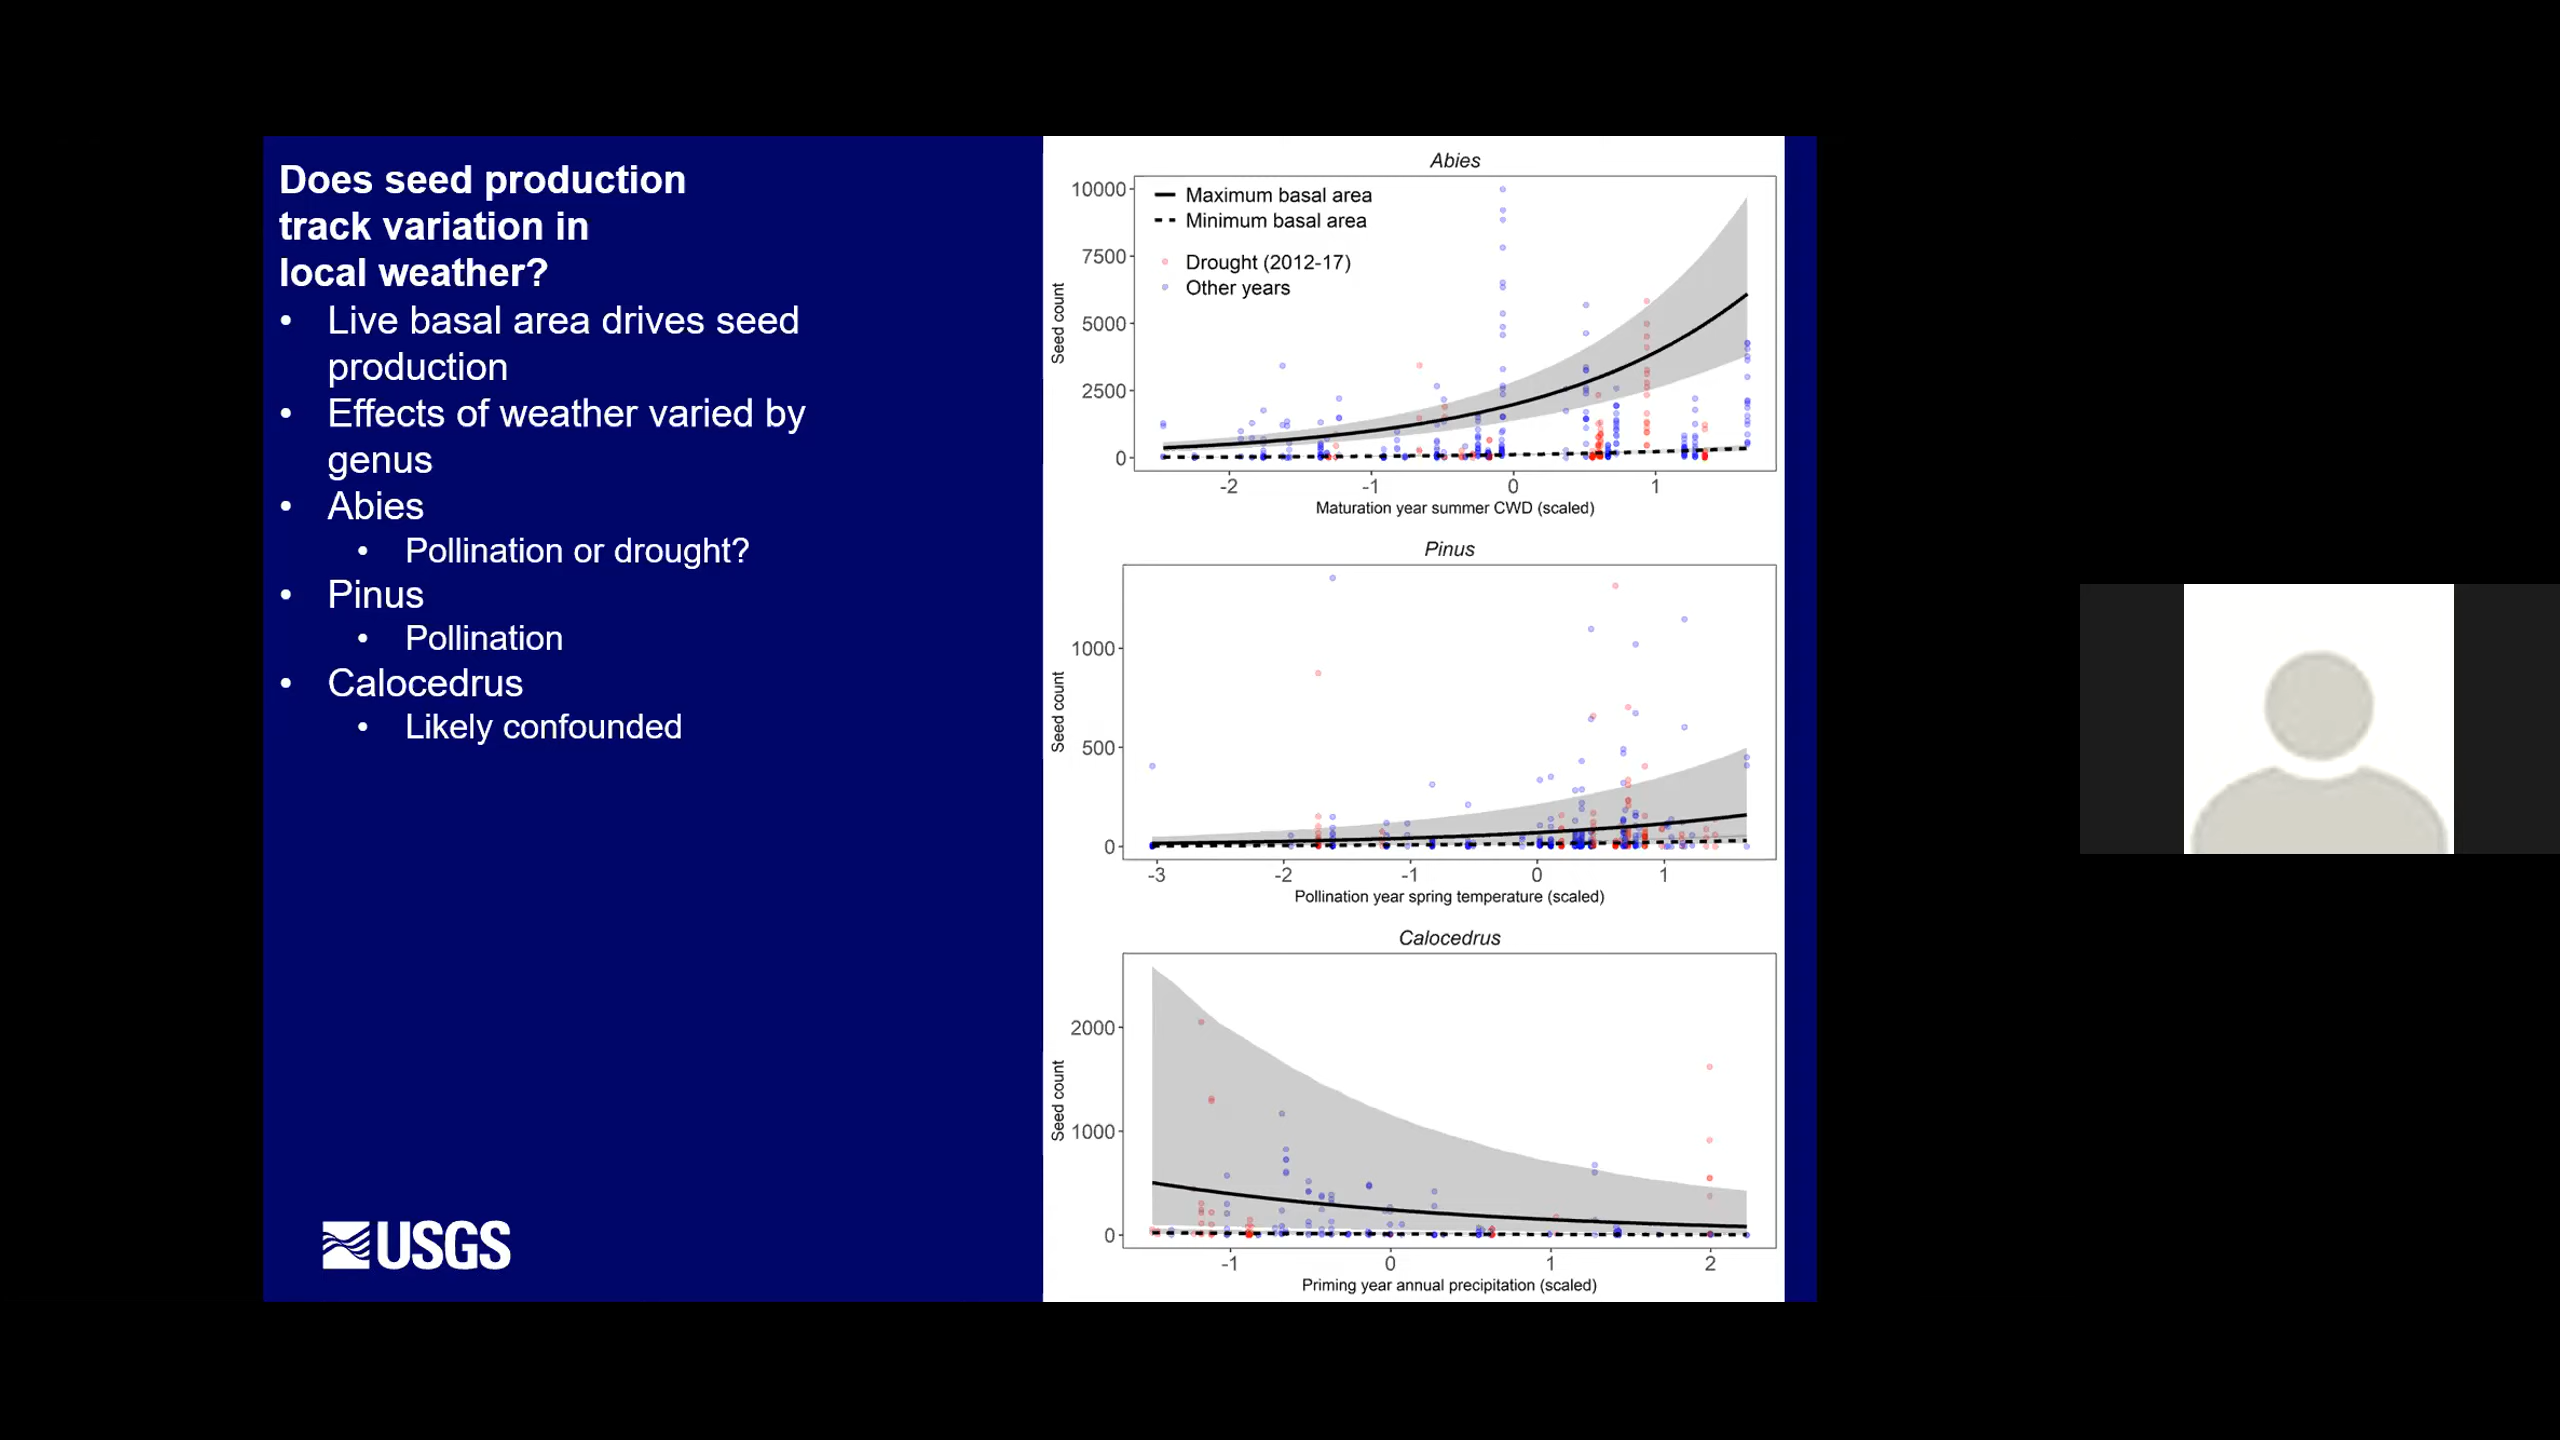 Does seed production
track variation in
local weather?
• Live basal area drives seed
production
• Effects of weather varied by
genus
• Abies
• Pollination or drought?
• Pinus
• Pollination
• Calocedrus
• Likely confounded
USGS
Abies
Maximum basal area
Minimum basal area
Drought (2012-17)
Other years
10000
7500
5000
2500
0
Seed count
-2 -1 0 1
Maturation year summer CWD (scaled)
Pinus
1000
500
0
Seed count
-3 -2 -1 0 1
Pollination year spring temperature (scaled)
Calocedrus
2000
1000
0
Seed count
-1 0 1 2
Priming year annual precipitation (scaled)